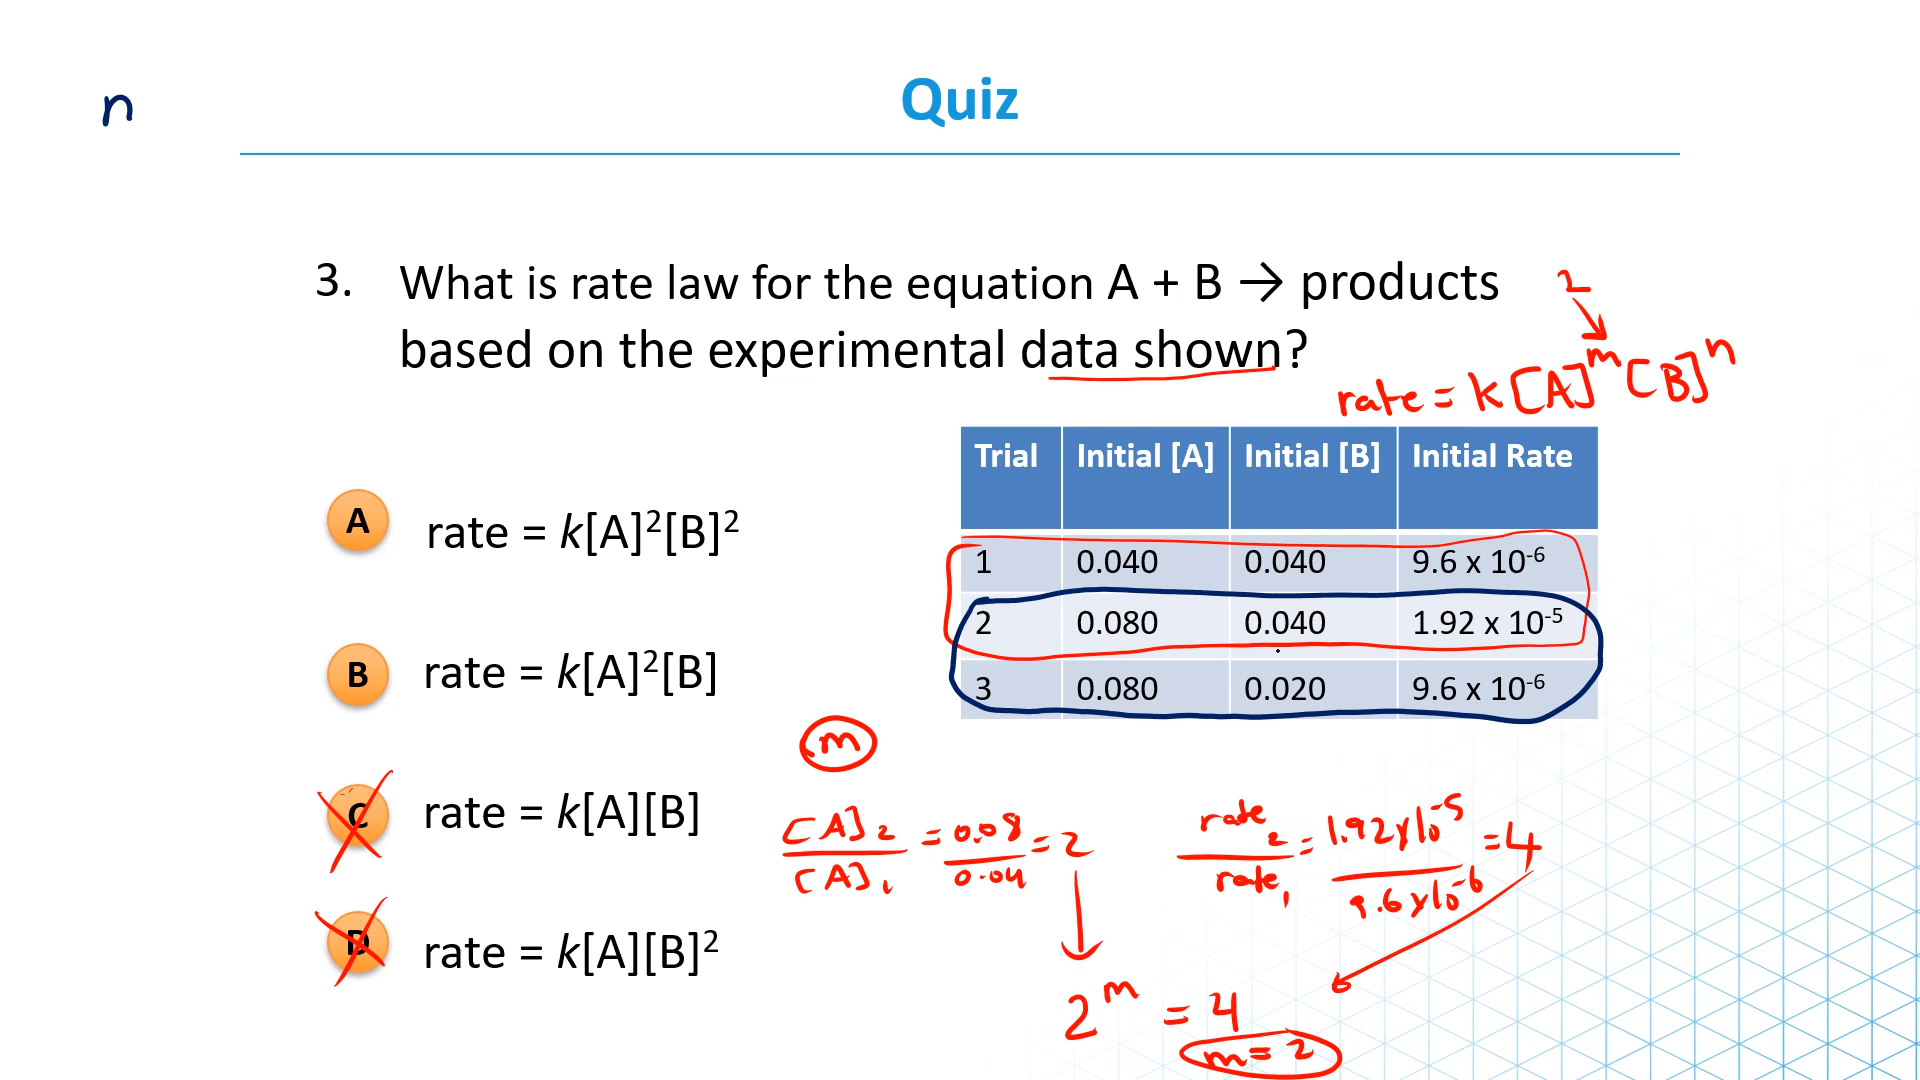 n
Quiz
3. What is rate law for the equation A + B → products
based on the experimental data shown?
2
rate = k[A]^m [B]^n
A rate = k[A]²[B]²
B rate = k[A]²[B]
C rate = k[A][B]
D rate = k[A][B]²
Trial Initial [A] Initial [B] Initial Rate
1 0.040 0.040 9.6 x 10⁻⁶
2 0.080 0.040 1.92 x 10⁻⁵
3 0.080 0.020 9.6 x 10⁻⁶
m
[A]₂ / [A]₁ = 0.08 / 0.04 = 2
rate₂ / rate₁ = 1.92x10⁻⁵ / 9.6x10⁻⁶ = 4
2^m = 4
m = 2